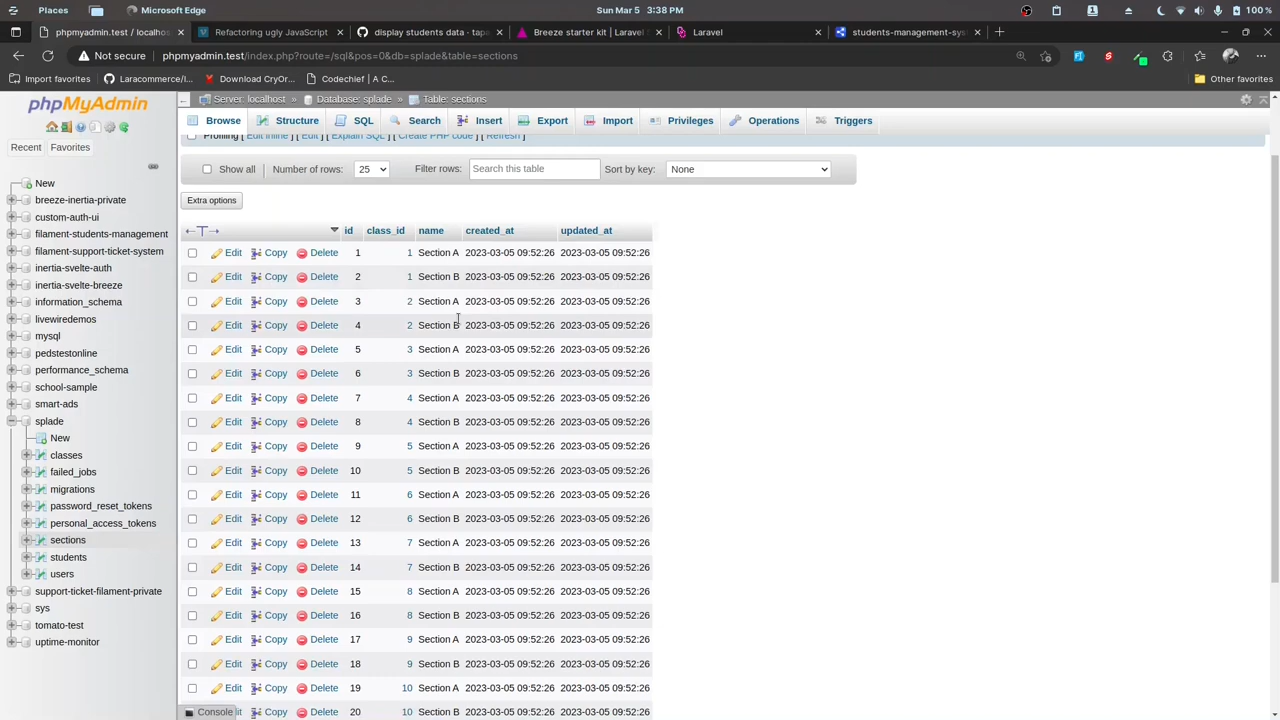 Places Microsoft Edge Sun Mar 5 3:38 PM 100 %
phpmyadmin.test / localhos Refactoring ugly JavaScript display students data · tap Breeze starter kit | Laravel Laravel students-management-sys
Not secure phpmyadmin.test/index.php?route=/sql&pos=0&db=splade&table=sections
Import favorites Laracommerce/l... Download CryOr... Codechief | A C... Other favorites
phpMyAdmin
Recent Favorites
New
breeze-inertia-private
custom-auth-ui
filament-students-management
filament-support-ticket-system
inertia-svelte-auth
inertia-svelte-breeze
information_schema
livewiredemos
mysql
pedstestonline
performance_schema
school-sample
smart-ads
splade
New
classes
failed_jobs
migrations
password_reset_tokens
personal_access_tokens
sections
students
users
support-ticket-filament-private
sys
tomato-test
uptime-monitor
Server: localhost » Database: splade » Table: sections
Browse Structure SQL Search Insert Export Import Privileges Operations Triggers
Profiling [ Edit inline ] [ Edit ] [ Explain SQL ] [ Create PHP code ] [ Refresh ]
Show all Number of rows: 25 Filter rows: Search this table Sort by key: None
Extra options
←T→ id class_id name created_at updated_at
Edit Copy Delete 1 1 Section A 2023-03-05 09:52:26 2023-03-05 09:52:26
Edit Copy Delete 2 1 Section B 2023-03-05 09:52:26 2023-03-05 09:52:26
Edit Copy Delete 3 2 Section A 2023-03-05 09:52:26 2023-03-05 09:52:26
Edit Copy Delete 4 2 Section B 2023-03-05 09:52:26 2023-03-05 09:52:26
Edit Copy Delete 5 3 Section A 2023-03-05 09:52:26 2023-03-05 09:52:26
Edit Copy Delete 6 3 Section B 2023-03-05 09:52:26 2023-03-05 09:52:26
Edit Copy Delete 7 4 Section A 2023-03-05 09:52:26 2023-03-05 09:52:26
Edit Copy Delete 8 4 Section B 2023-03-05 09:52:26 2023-03-05 09:52:26
Edit Copy Delete 9 5 Section A 2023-03-05 09:52:26 2023-03-05 09:52:26
Edit Copy Delete 10 5 Section B 2023-03-05 09:52:26 2023-03-05 09:52:26
Edit Copy Delete 11 6 Section A 2023-03-05 09:52:26 2023-03-05 09:52:26
Edit Copy Delete 12 6 Section B 2023-03-05 09:52:26 2023-03-05 09:52:26
Edit Copy Delete 13 7 Section A 2023-03-05 09:52:26 2023-03-05 09:52:26
Edit Copy Delete 14 7 Section B 2023-03-05 09:52:26 2023-03-05 09:52:26
Edit Copy Delete 15 8 Section A 2023-03-05 09:52:26 2023-03-05 09:52:26
Edit Copy Delete 16 8 Section B 2023-03-05 09:52:26 2023-03-05 09:52:26
Edit Copy Delete 17 9 Section A 2023-03-05 09:52:26 2023-03-05 09:52:26
Edit Copy Delete 18 9 Section B 2023-03-05 09:52:26 2023-03-05 09:52:26
Edit Copy Delete 19 10 Section A 2023-03-05 09:52:26 2023-03-05 09:52:26
Console Copy Delete 20 10 Section B 2023-03-05 09:52:26 2023-03-05 09:52:26